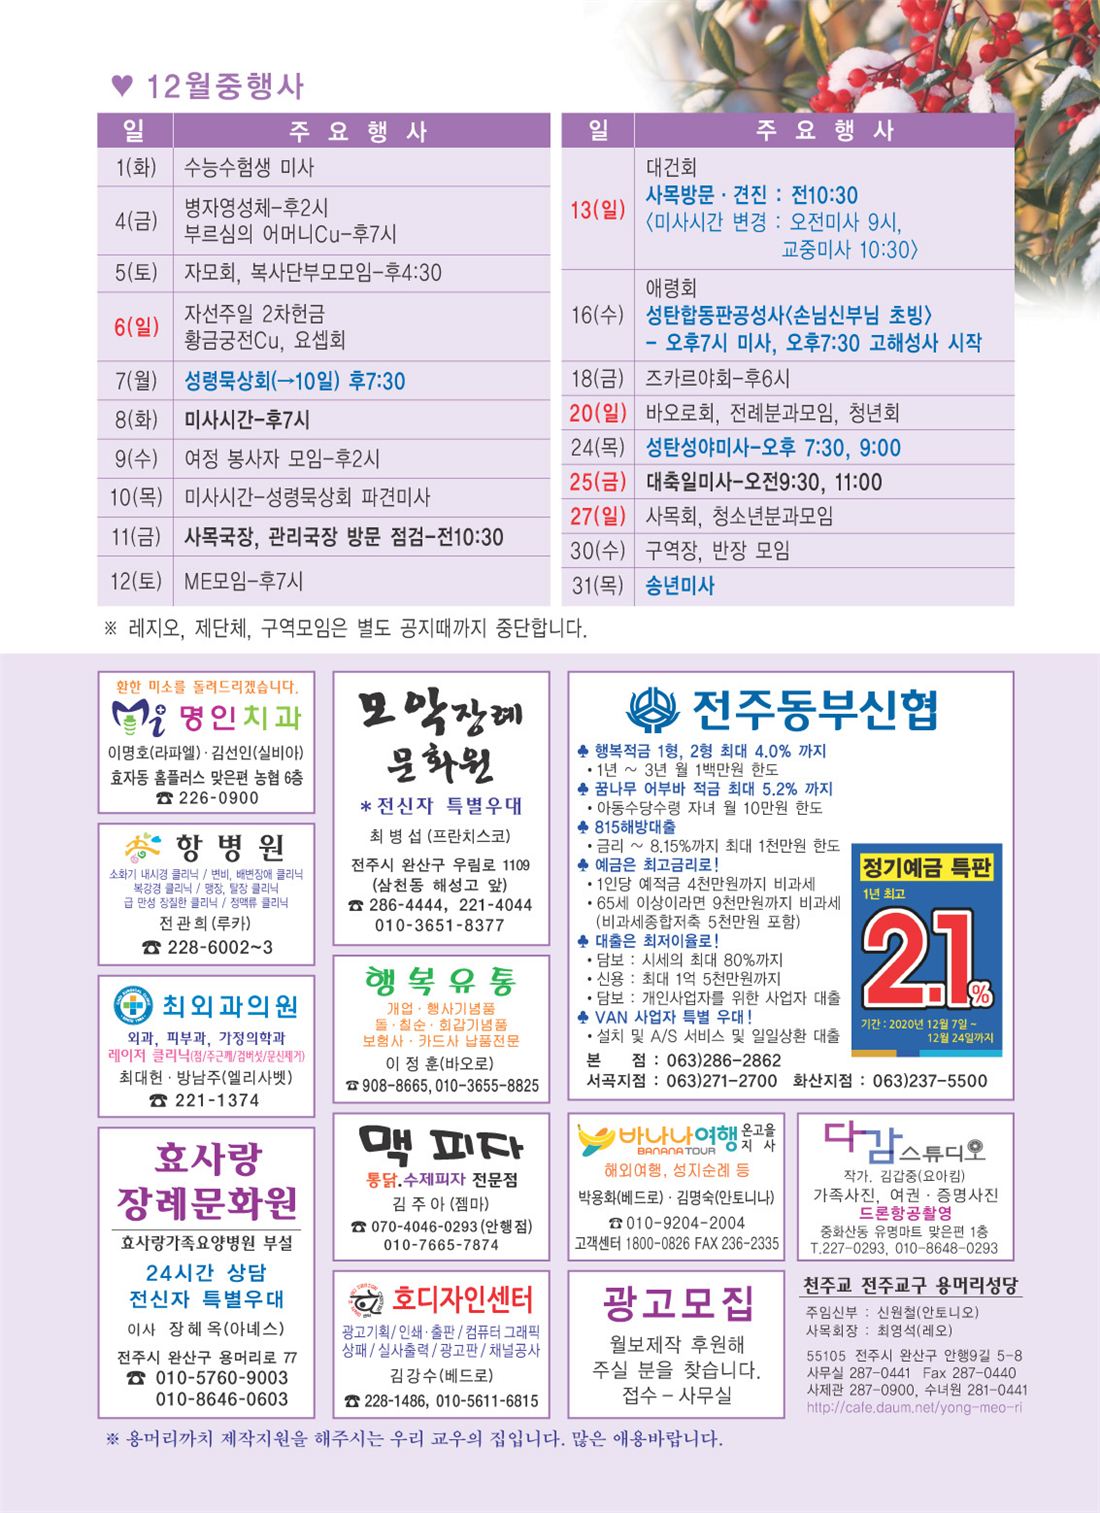 ♥ 12월중행사
일 주요행사
1(화) 수능수험생 미사
4(금) 병자영성체-후2시
부르심의 어머니Cu-후7시
5(토) 자모회, 복사단부모모임-후4:30
6(일) 자선주일 2차헌금
황금궁전Cu, 요셉회
7(월) 성령묵상회(→10일) 후7:30
8(화) 미사시간-후7시
9(수) 여정 봉사자 모임-후2시
10(목) 미사시간-성령묵상회 파견미사
11(금) 사목국장, 관리국장 방문 점검-전10:30
12(토) ME모임-후7시
일 주요행사
13(일) 대건회
사목방문·견진 : 전10:30
〈미사시간 변경 : 오전미사 9시,
교중미사 10:30〉
16(수) 애령회
성탄합동판공성사〈손님신부님 초빙〉
- 오후7시 미사, 오후7:30 고해성사 시작
18(금) 즈카르야회-후6시
20(일) 바오로회, 전례분과모임, 청년회
24(목) 성탄성야미사-오후 7:30, 9:00
25(금) 대축일미사-오전9:30, 11:00
27(일) 사목회, 청소년분과모임
30(수) 구역장, 반장 모임
31(목) 송년미사
※ 레지오, 제단체, 구역모임은 별도 공지때까지 중단합니다.
환한 미소를 돌려드리겠습니다.
Mi 명인치과
이명호(라파엘)·김선인(실비아)
효자동 홈플러스 맞은편 농협 6층
☎ 226-0900
항병원
소화기 내시경 클리닉 / 변비, 배변장애 클리닉
복강경 클리닉 / 맹장, 탈장 클리닉
급 만성 장질환 클리닉 / 정맥류 클리닉
전관희(루카)
☎ 228-6002~3
최외과의원
외과, 피부과, 가정의학과
레이저 클리닉(점/주근깨/검버섯/문신제거)
최대헌·방남주(엘리사벳)
☎ 221-1374
효사랑
장례문화원
효사랑가족요양병원 부설
24시간 상담
전신자 특별우대
이사 장혜옥(아녜스)
전주시 완산구 용머리로 77
☎ 010-5760-9003
010-8646-0603
모악장례
문화원
*전신자 특별우대
최병섭(프란치스코)
전주시 완산구 우림로 1109
(삼천동 해성고 앞)
☎ 286-4444, 221-4044
010-3651-8377
행복유통
개업·행사기념품
돌·칠순·회갑기념품
보험사·카드사 납품전문
이정훈(바오로)
☎ 908-8665, 010-3655-8825
맥 피자
통닭.수제피자 전문점
김주아(젬마)
☎ 070-4046-0293(안행점)
010-7665-7874
호디자인센터
광고기획/인쇄·출판/컴퓨터 그래픽
상패/실사출력/광고판/채널공사
김강수(베드로)
☎ 228-1486, 010-5611-6815
전주동부신협
♣ 행복적금 1형, 2형 최대 4.0% 까지
• 1년 ~ 3년 월 1백만원 한도
♣ 꿈나무 어부바 적금 최대 5.2% 까지
• 아동수당수령 자녀 월 10만원 한도
♣ 815해방대출
• 금리 ~ 8.15%까지 최대 1천만원 한도
♣ 예금은 최고금리로!
• 1인당 예적금 4천만원까지 비과세
• 65세 이상이라면 9천만원까지 비과세
(비과세종합저축 5천만원 포함)
♣ 대출은 최저이율로!
• 담보 : 시세의 최대 80%까지
• 신용 : 최대 1억 5천만원까지
• 담보 : 개인사업자를 위한 사업자 대출
♣ VAN 사업자 특별 우대!
• 설치 및 A/S 서비스 및 일일상환 대출
정기예금 특판
1년 최고
2.1%
기간 : 2020년 12월 7일 ~
12월 24일까지
본 점 : 063)286-2862
서곡지점 : 063)271-2700 화산지점 : 063)237-5500
바나나여행 온고을
지사
BANANA TOUR
해외여행, 성지순례 등
박용화(베드로)·김명숙(안토니나)
☎ 010-9204-2004
고객센터 1800-0826 FAX 236-2335
다감스튜디오
작가. 김갑중(요아킴)
가족사진, 여권·증명사진
드론항공촬영
중화산동 유명마트 맞은편 1층
T.227-0293, 010-8648-0293
광고모집
월보제작 후원해
주실 분을 찾습니다.
접수 - 사무실
천주교 전주교구 용머리성당
주임신부 : 신원철(안토니오)
사목회장 : 최영석(레오)
55105 전주시 완산구 안행9길 5-8
사무실 287-0441 Fax 287-0440
사제관 287-0900, 수녀원 281-0441
http://cafe.daum.net/yong-meo-ri
※ 용머리까치 제작지원을 해주시는 우리 교우의 집입니다. 많은 애용바랍니다.